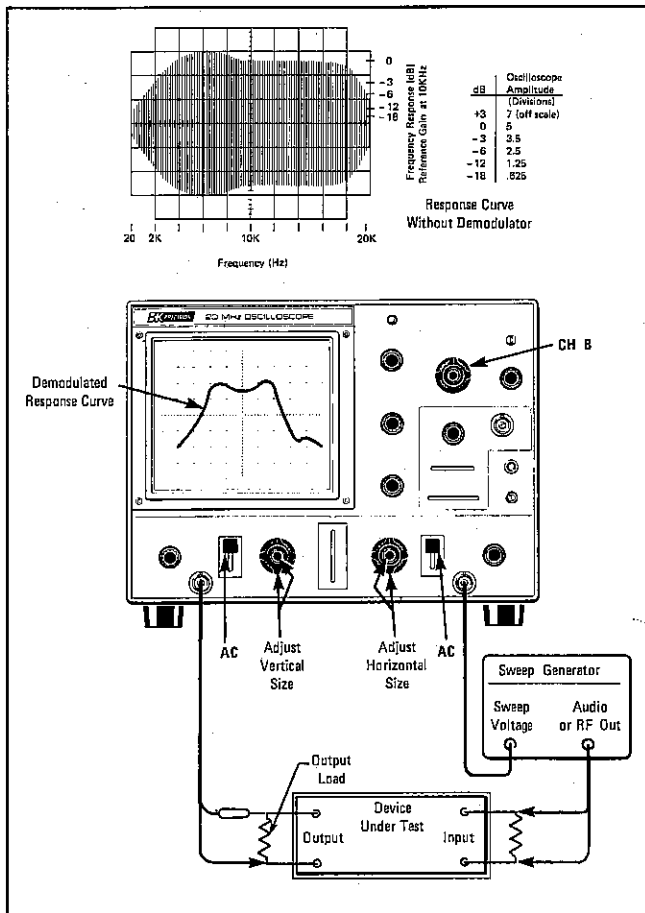 0
−3
−6
−12
−18
Frequency Response (dB)
Reference Gain at 10KHz
20 2K 10K 20K
Frequency (Hz)
dB Oscilloscope Amplitude (Divisions)
+3 7 (off scale)
0 5
−3 3.5
−6 2.5
−12 1.25
−18 .625
Response Curve
Without Demodulator
BK PRECISION 20 MHz OSCILLOSCOPE
CH B
Demodulated
Response Curve
AC
Adjust
Vertical
Size
Adjust
Horizontal
Size
AC
Sweep Generator
Sweep
Voltage
Audio
or RF Out
Output
Load
Device
Under Test
Output
Input